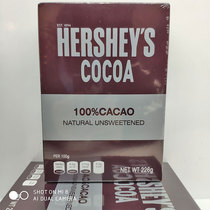 EST. 1894
HERSHEY'S
COCOA
100%CACAO
NATURAL UNSWEETENED
PER 100g
NET WT 226g
SHOT ON MI 8
AI DUAL CAMERA